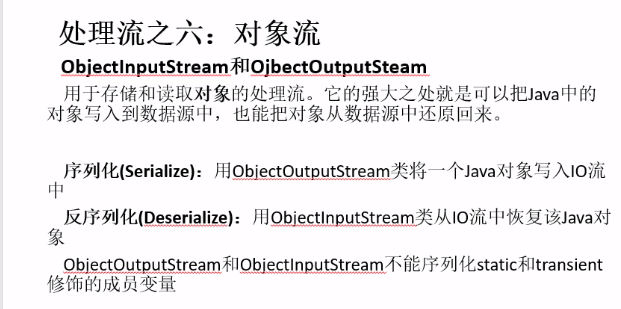 处理流之六：对象流
ObjectInputStream和OjbectOutputSteam
用于存储和读取对象的处理流。它的强大之处就是可以把Java中的
对象写入到数据源中，也能把对象从数据源中还原回来。
序列化(Serialize)：用ObjectOutputStream类将一个Java对象写入IO流
中
反序列化(Deserialize)：用ObjectInputStream类从IO流中恢复该Java对
象
ObjectOutputStream和ObjectInputStream不能序列化static和transient
修饰的成员变量